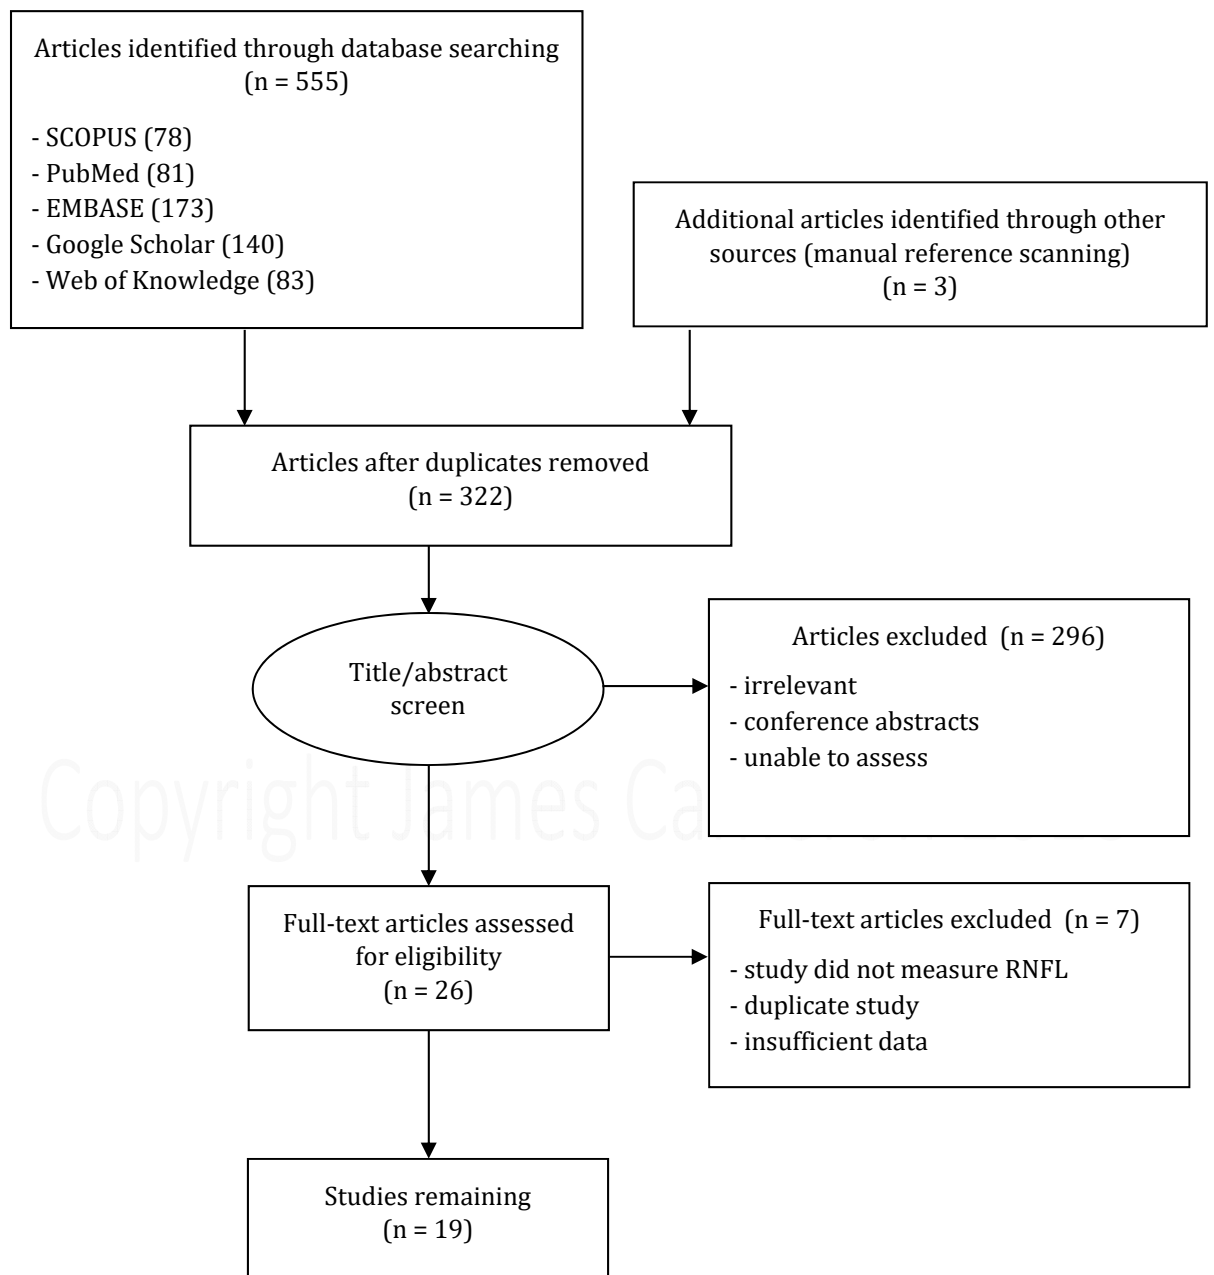 Articles identified through database searching
(n = 555)
- SCOPUS (78)
- PubMed (81)
- EMBASE (173)
- Google Scholar (140)
- Web of Knowledge (83)
Additional articles identified through other
sources (manual reference scanning)
(n = 3)
Articles after duplicates removed
(n = 322)
Title/abstract
screen
Articles excluded (n = 296)
- irrelevant
- conference abstracts
- unable to assess
Copyright James Ca
Full-text articles assessed
for eligibility
(n = 26)
Full-text articles excluded (n = 7)
- study did not measure RNFL
- duplicate study
- insufficient data
Studies remaining
(n = 19)